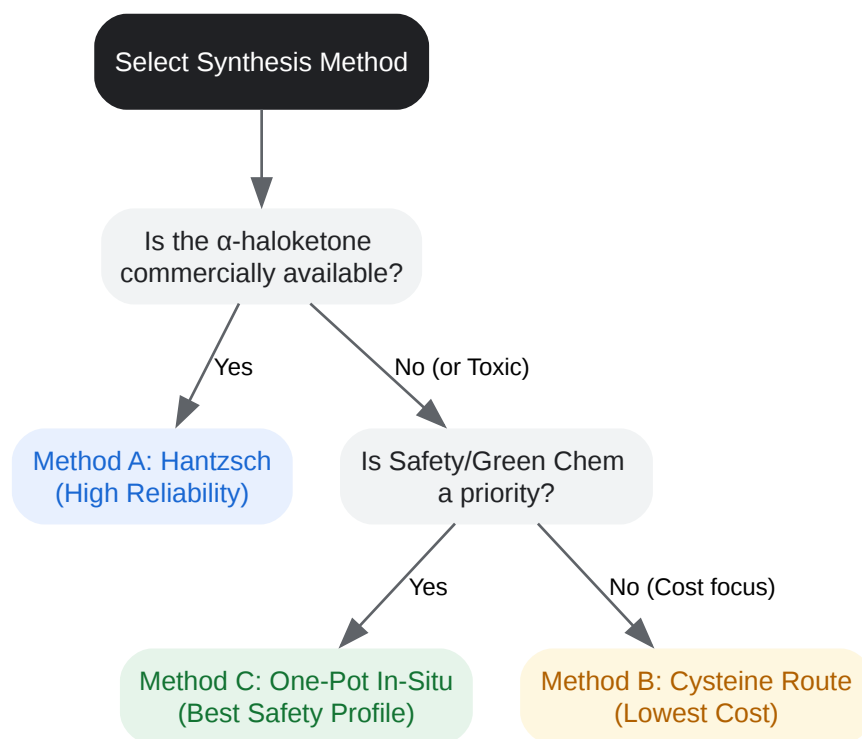 Select Synthesis Method
Is the α-haloketone
commercially available?
Yes
No (or Toxic)
Method A: Hantzsch
(High Reliability)
Is Safety/Green Chem
a priority?
Yes
No (Cost focus)
Method C: One-Pot In-Situ
(Best Safety Profile)
Method B: Cysteine Route
(Lowest Cost)